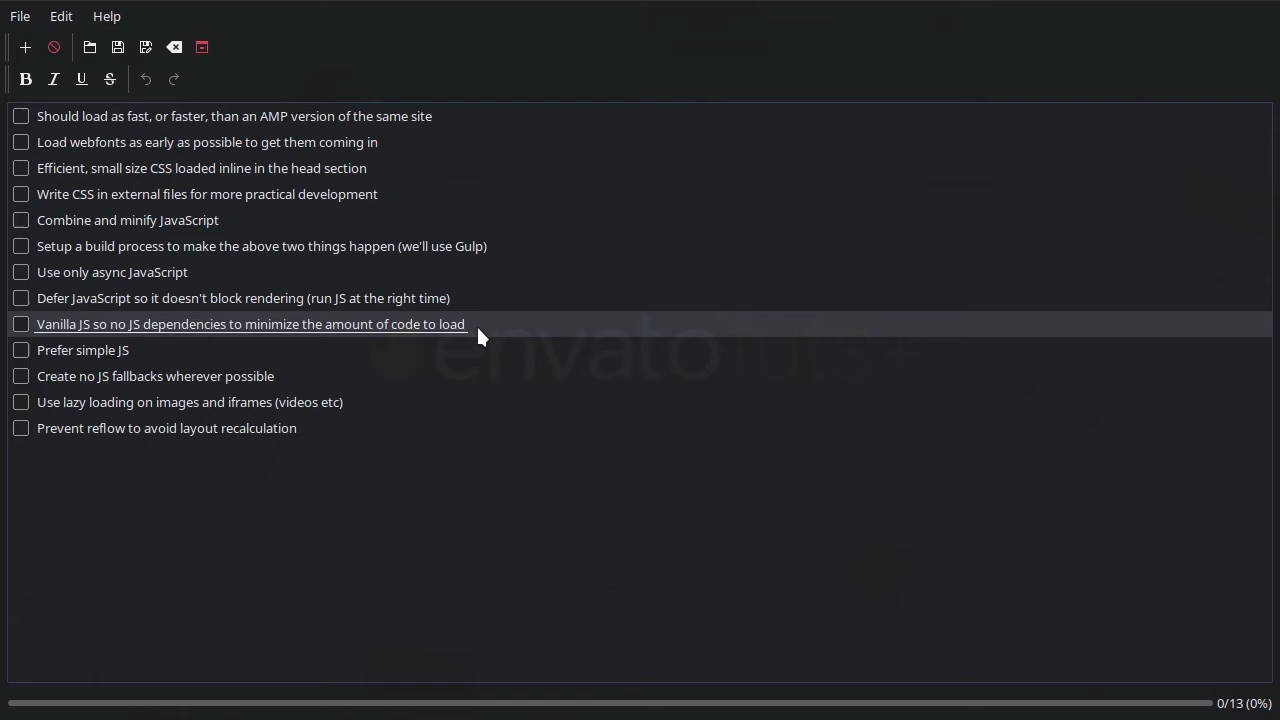 File Edit Help
B I U S
Should load as fast, or faster, than an AMP version of the same site
Load webfonts as early as possible to get them coming in
Efficient, small size CSS loaded inline in the head section
Write CSS in external files for more practical development
Combine and minify JavaScript
Setup a build process to make the above two things happen (we'll use Gulp)
Use only async JavaScript
Defer JavaScript so it doesn't block rendering (run JS at the right time)
Vanilla JS so no JS dependencies to minimize the amount of code to load
envatotuts+
Prefer simple JS
Create no JS fallbacks wherever possible
Use lazy loading on images and iframes (videos etc)
Prevent reflow to avoid layout recalculation
0/13 (0%)